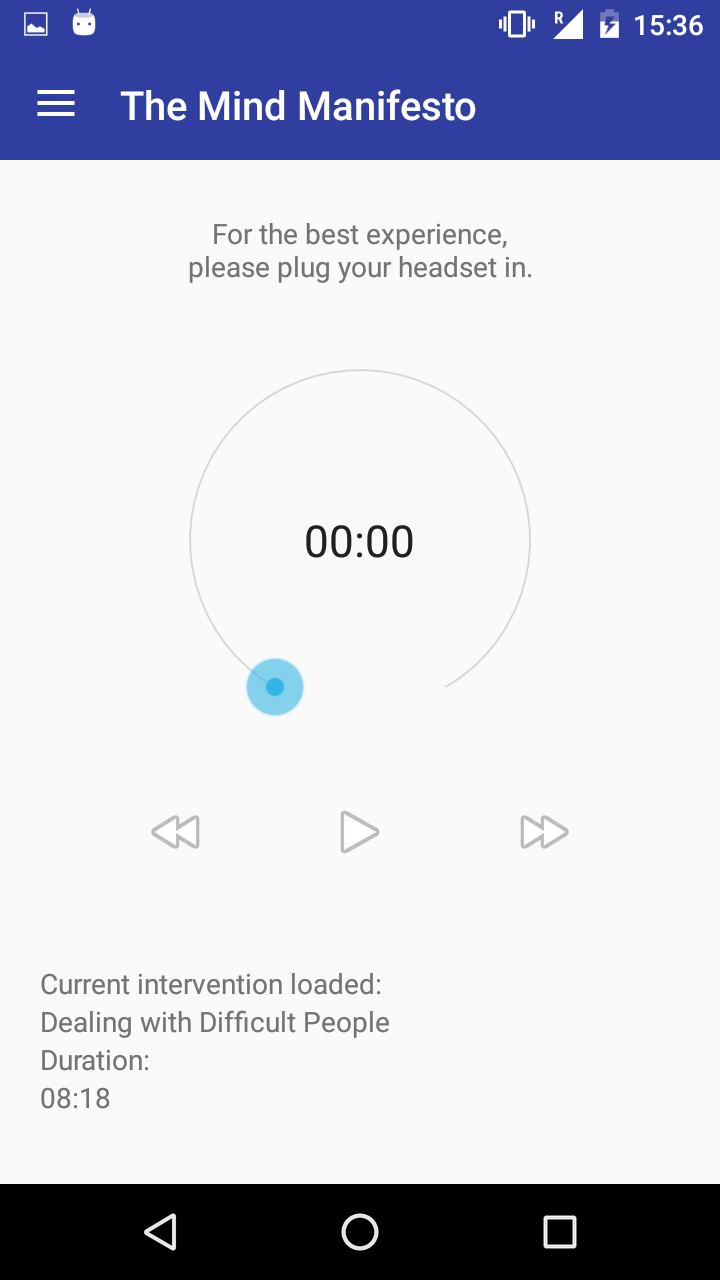 R
15:36
The Mind Manifesto
For the best experience,
please plug your headset in.
00:00
Current intervention loaded:
Dealing with Difficult People
Duration:
08:18